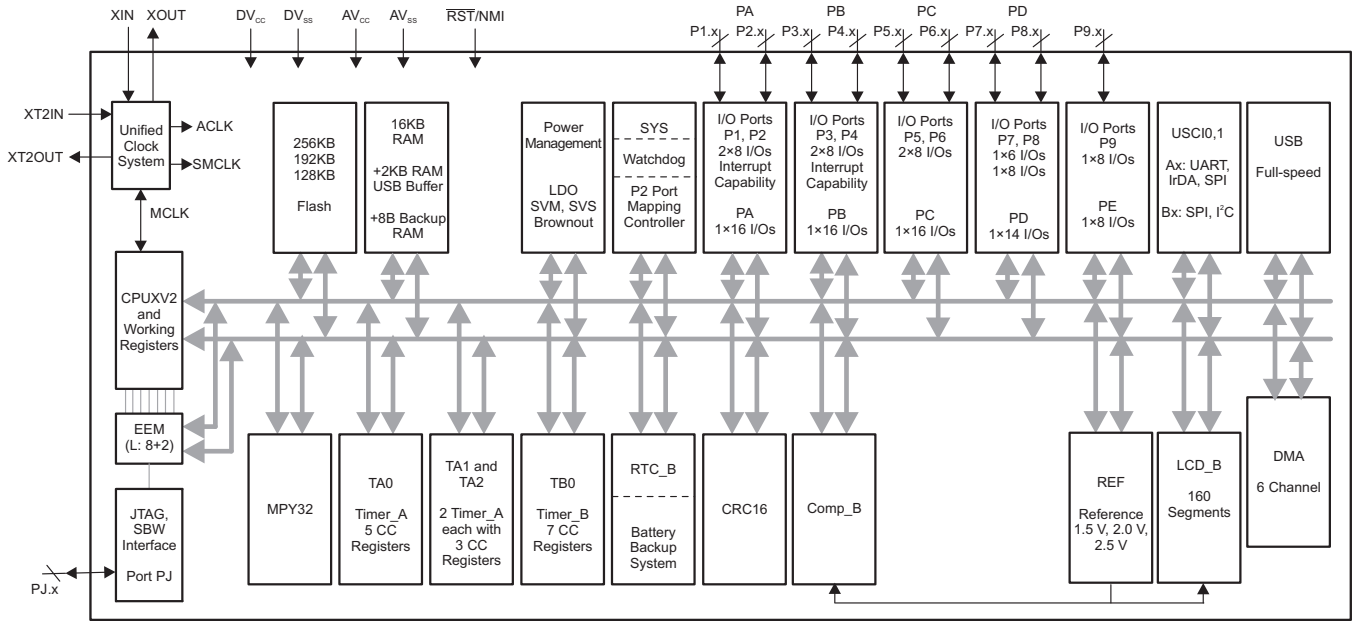 XIN XOUT DVCC DVSS AVCC AVSS RST/NMI PA PB PC PD
P1.x P2.x P3.x P4.x P5.x P6.x P7.x P8.x P9.x
XT2IN
XT2OUT
Unified
Clock
System
ACLK
SMCLK
MCLK
256KB
192KB
128KB
Flash
16KB
RAM
+2KB RAM
USB Buffer
+8B Backup
RAM
Power
Management
LDO
SVM, SVS
Brownout
SYS
Watchdog
P2 Port
Mapping
Controller
I/O Ports
P1, P2
2×8 I/Os
Interrupt
Capability
PA
1×16 I/Os
I/O Ports
P3, P4
2×8 I/Os
Interrupt
Capability
PB
1×16 I/Os
I/O Ports
P5, P6
2×8 I/Os
PC
1×16 I/Os
I/O Ports
P7, P8
1×6 I/Os
1×8 I/Os
PD
1×14 I/Os
I/O Ports
P9
1×8 I/Os
PE
1×8 I/Os
USCI0,1
Ax: UART,
IrDA, SPI
Bx: SPI, I²C
USB
Full-speed
CPUXV2
and
Working
Registers
EEM
(L: 8+2)
JTAG,
SBW
Interface
Port PJ
PJ.x
MPY32
TA0
Timer_A
5 CC
Registers
TA1 and
TA2
2 Timer_A
each with
3 CC
Registers
TB0
Timer_B
7 CC
Registers
RTC_B
Battery
Backup
System
CRC16
Comp_B
REF
Reference
1.5 V, 2.0 V,
2.5 V
LCD_B
160
Segments
DMA
6 Channel